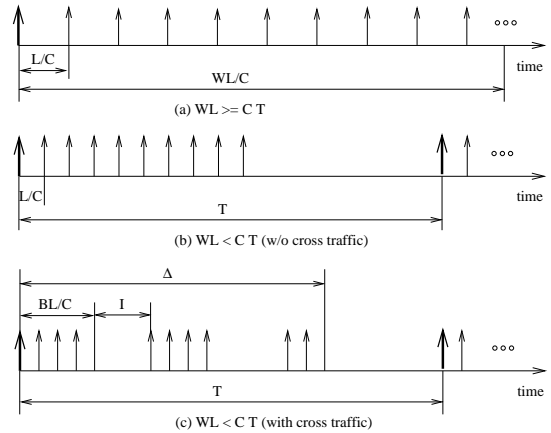 L/C
time
WL/C
(a) WL >= C T
L/C
time
T
(b) WL < C T (w/o cross traffic)
Δ
BL/C
I
time
T
(c) WL < C T (with cross traffic)